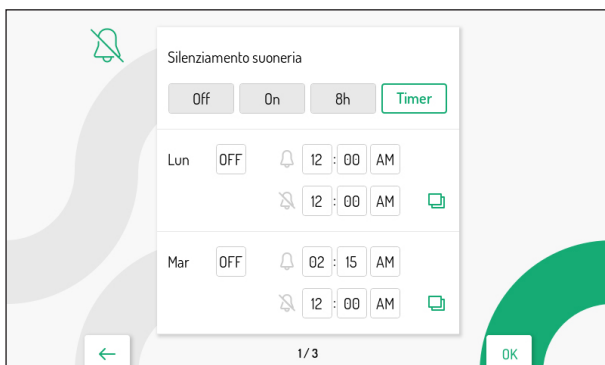 Silenziamento suoneria
Off On 8h Timer
Lun OFF 12 : 00 AM
12 : 00 AM
Mar OFF 02 : 15 AM
12 : 00 AM
1/3 OK